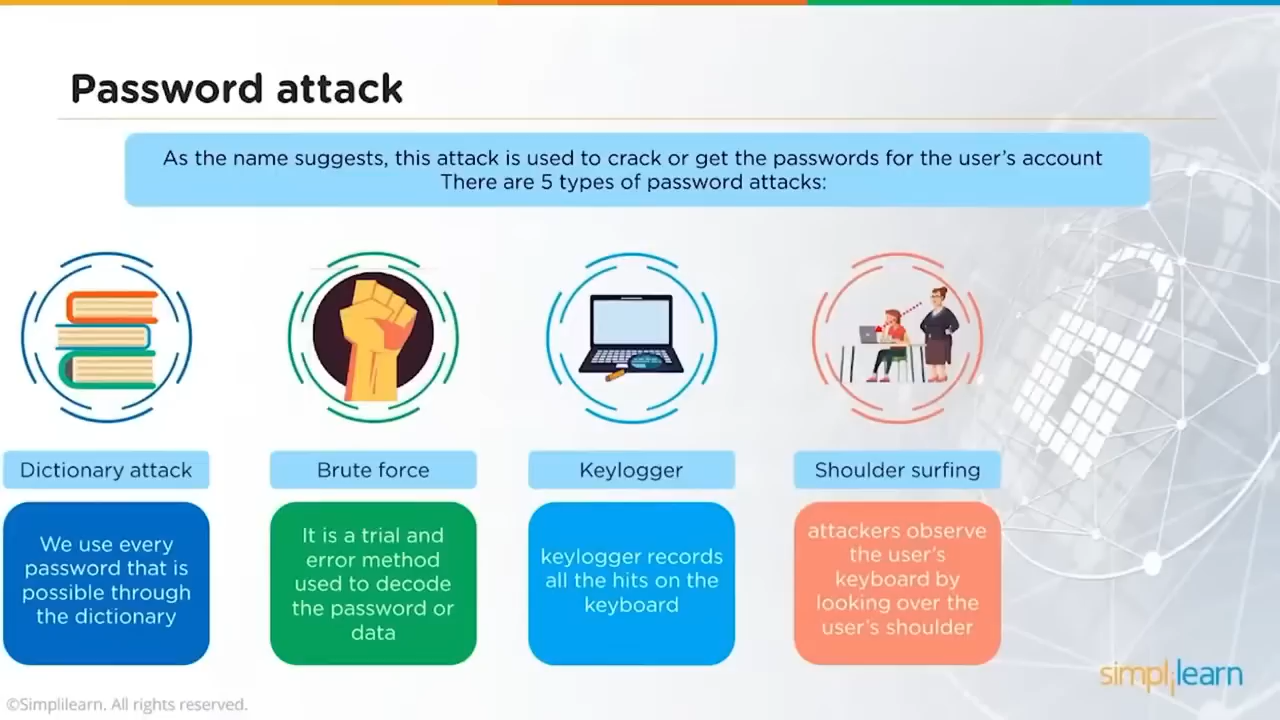 Password attack
As the name suggests, this attack is used to crack or get the passwords for the user's account
There are 5 types of password attacks:
Dictionary attack
We use every
password that is
possible through
the dictionary
Brute force
It is a trial and
error method
used to decode
the password or
data
Keylogger
keylogger records
all the hits on the
keyboard
Shoulder surfing
attackers observe
the user's
keyboard by
looking over the
user's shoulder
simplilearn
©Simplilearn. All rights reserved.